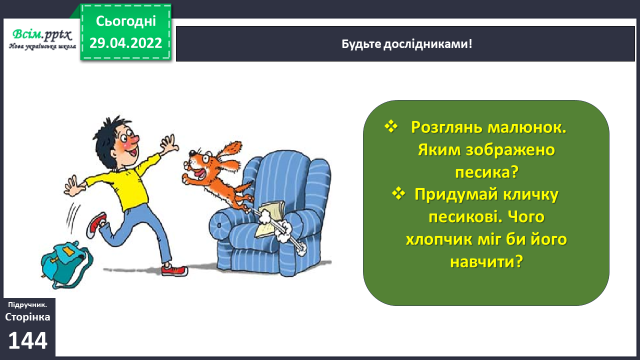 Всім.pptx
Нова українська школа
Сьогодні
29.04.2022
Будьте дослідниками!
❖ Розглянь малюнок.
Яким зображено
песика?
❖ Придумай кличку
песикові. Чого
хлопчик міг би його
навчити?
Підручник.
Сторінка
144